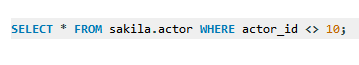 SELECT * FROM sakila.actor WHERE actor_id <> 10;